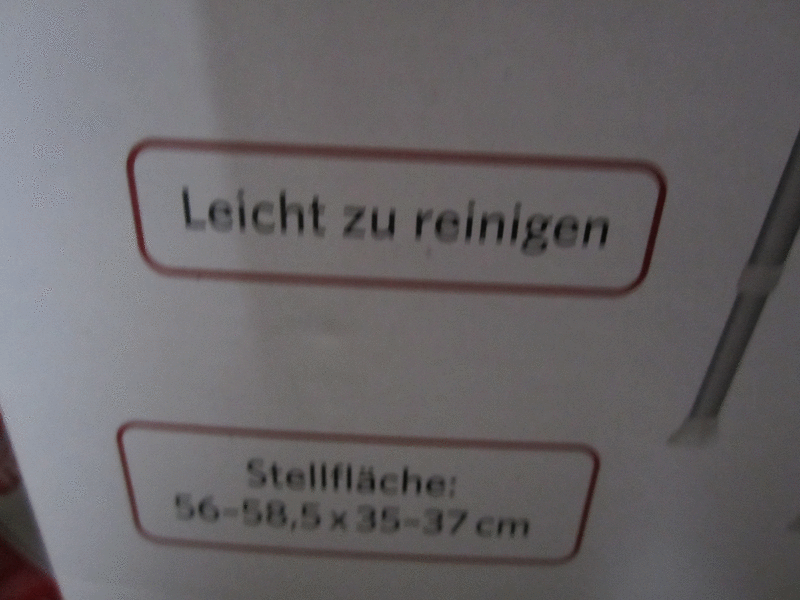 Leicht zu reinigen
Stellfläche:
56-58,5 x 35-37 cm